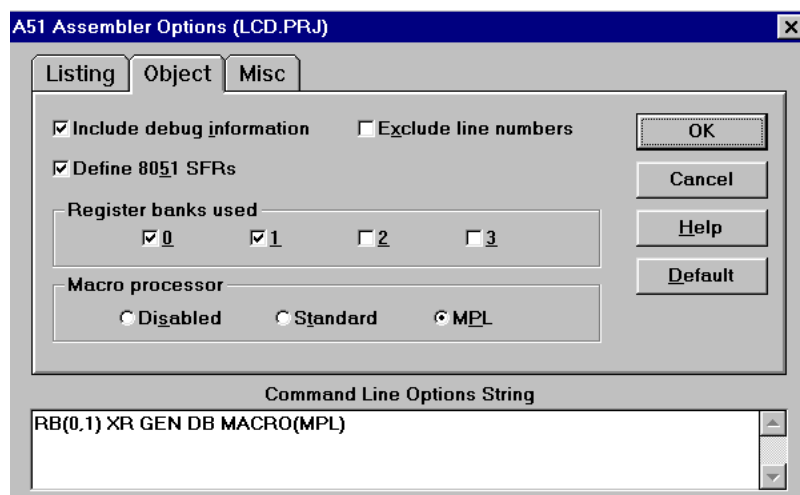 A51 Assembler Options (LCD.PRJ)
Listing Object Misc
Include debug information Exclude line numbers
Define 8051 SFRs
Register banks used
0 1 2 3
Macro processor
Disabled Standard MPL
OK
Cancel
Help
Default
Command Line Options String
RB(0,1) XR GEN DB MACRO(MPL)